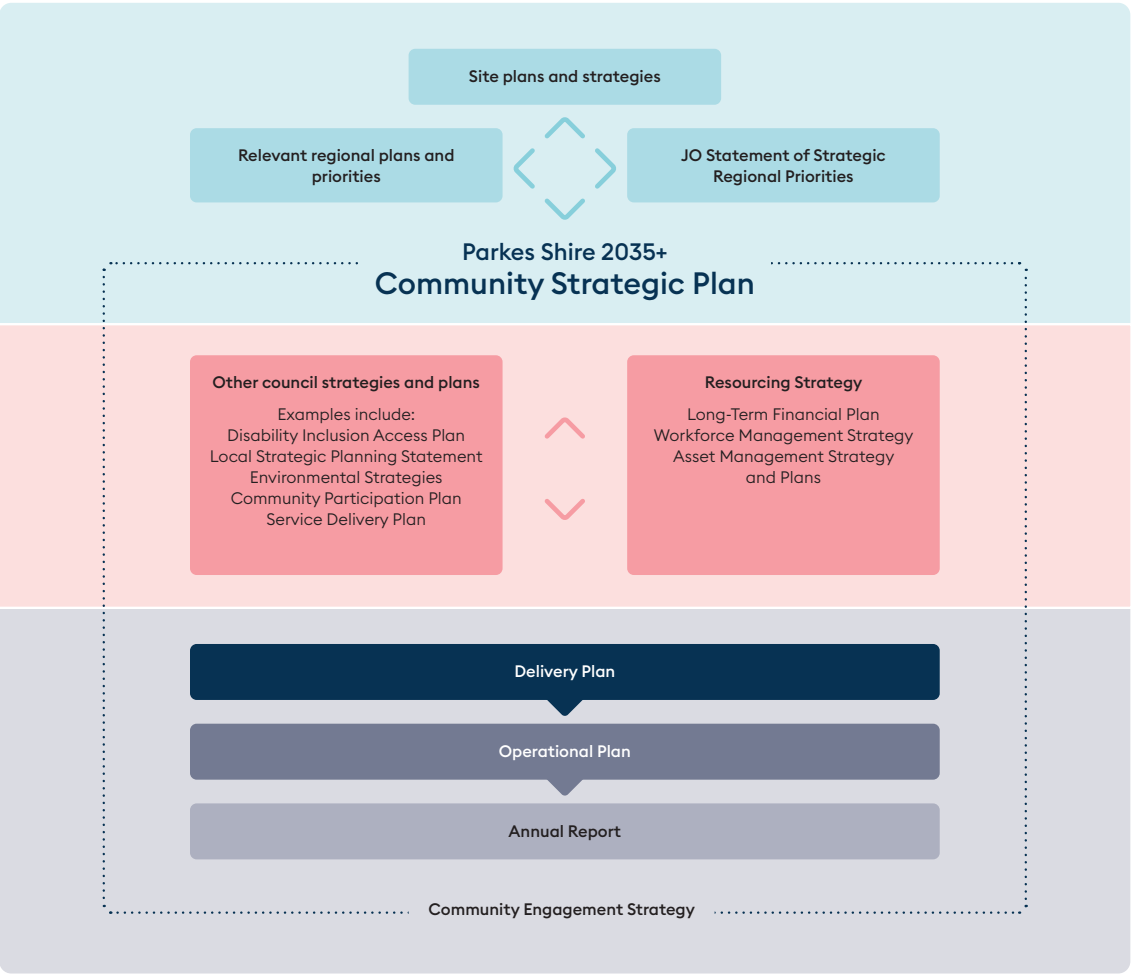 Site plans and strategies
Relevant regional plans and
priorities
JO Statement of Strategic
Regional Priorities
Parkes Shire 2035+
Community Strategic Plan
Other council strategies and plans
Examples include:
Disability Inclusion Access Plan
Local Strategic Planning Statement
Environmental Strategies
Community Participation Plan
Service Delivery Plan
Resourcing Strategy
Long-Term Financial Plan
Workforce Management Strategy
Asset Management Strategy
and Plans
Delivery Plan
Operational Plan
Annual Report
Community Engagement Strategy